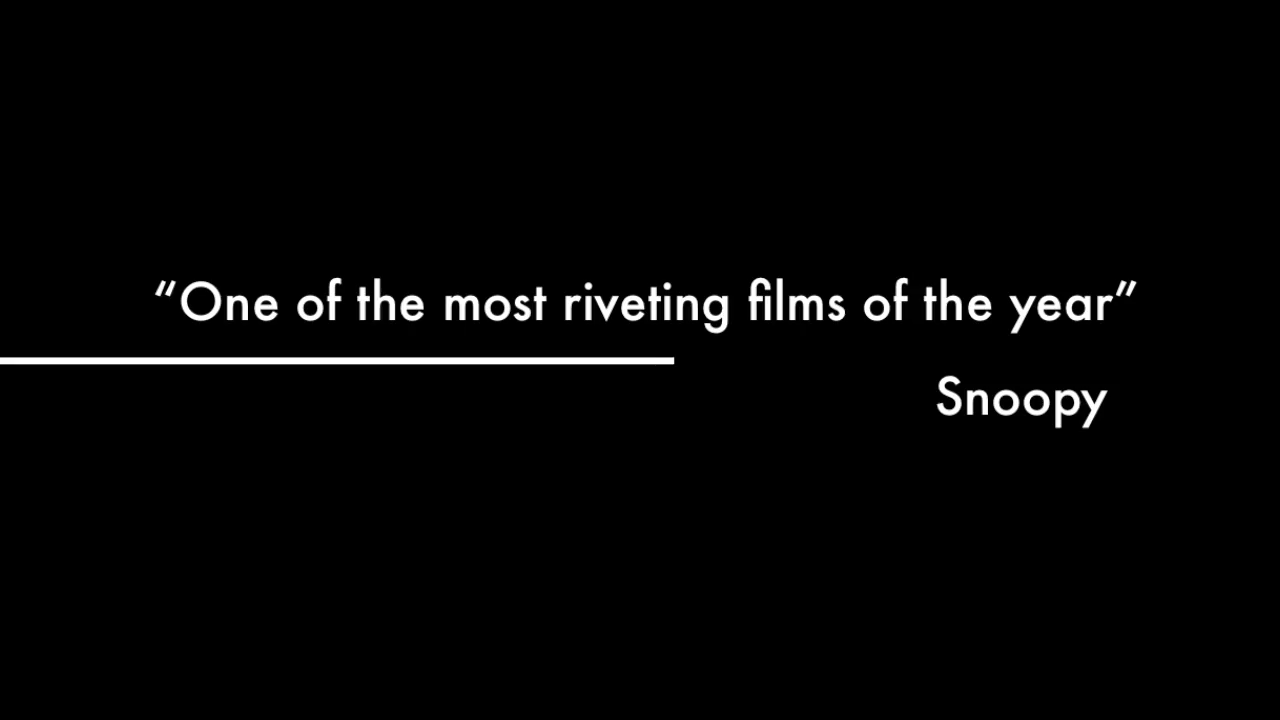 “One of the most riveting films of the year”
Snoopy